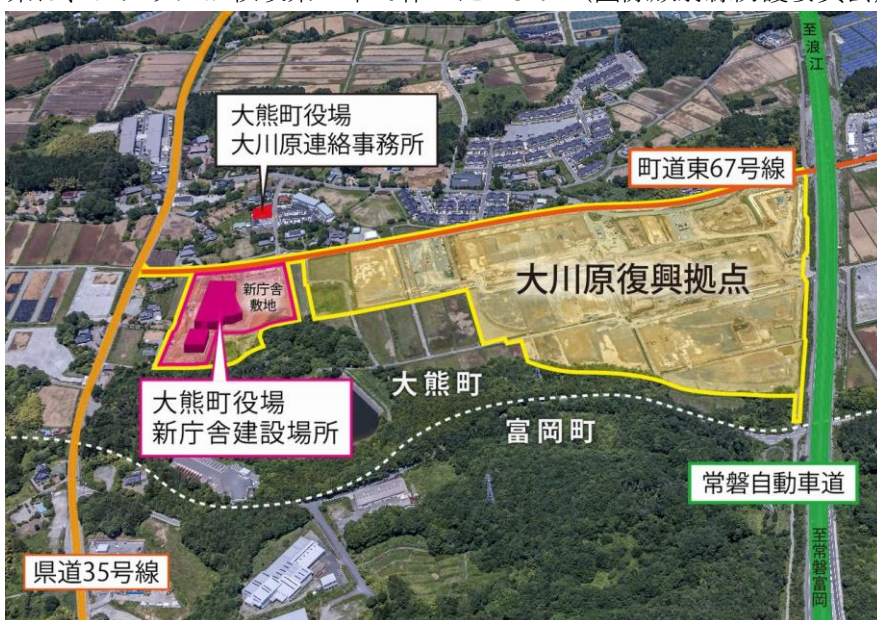 至浪江
大熊町役場
大川原連絡事務所
町道東67号線
大川原復興拠点
新庁舎
敷地
大熊町役場
新庁舎建設場所
大熊町
富岡町
常磐自動車道
県道35号線
至常磐富岡